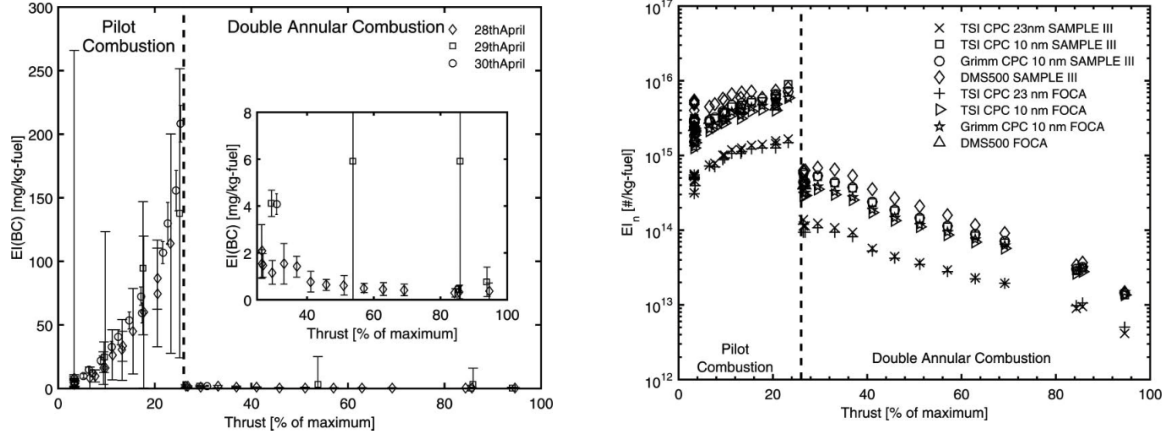 Pilot
Combustion
Double Annular Combustion
28thApril
29thApril
30thApril
EI(BC) [mg/kg-fuel]
300
250
200
150
100
50
0
0 20 40 60 80 100
Thrust [% of maximum]
EI(BC) [mg/kg-fuel]
8
6
4
2
0
40 60 80 100
Thrust [% of maximum]
EIn [#/kg-fuel]
10^17
10^16
10^15
10^14
10^13
10^12
TSI CPC 23nm SAMPLE III
TSI CPC 10 nm SAMPLE III
Grimm CPC 10 nm SAMPLE III
DMS500 SAMPLE III
TSI CPC 23 nm FOCA
TSI CPC 10 nm FOCA
Grimm CPC 10 nm FOCA
DMS500 FOCA
Pilot
Combustion
Double Annular Combustion
0 20 40 60 80 100
Thrust [% of maximum]